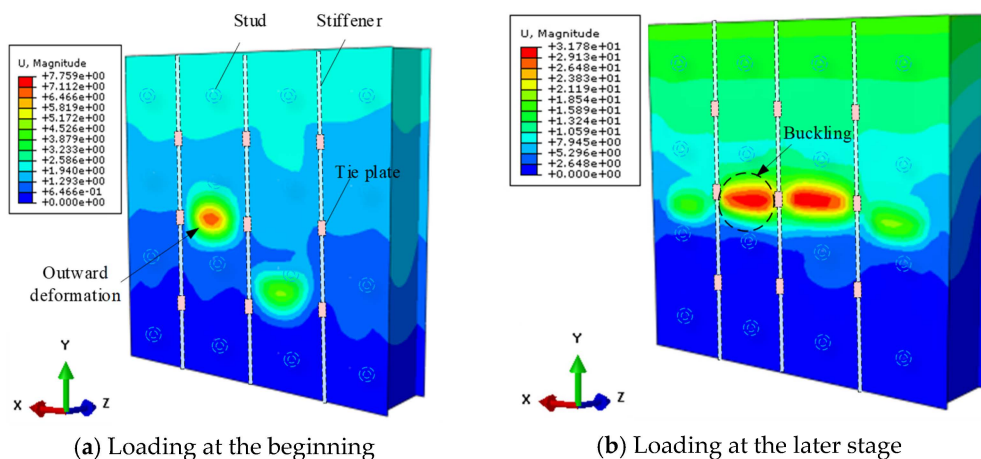 Stud
Stiffener
U, Magnitude
+7.759e+00
+7.112e+00
+6.466e+00
+5.819e+00
+5.172e+00
+4.526e+00
+3.879e+00
+3.233e+00
+2.586e+00
+1.940e+00
+1.293e+00
+6.466e-01
+0.000e+00
Tie plate
Outward
deformation
Y
X
Z
(a) Loading at the beginning
U, Magnitude
+3.178e+01
+2.913e+01
+2.648e+01
+2.383e+01
+2.119e+01
+1.854e+01
+1.589e+01
+1.324e+01
+1.059e+01
+7.945e+00
+5.296e+00
+2.648e+00
+0.000e+00
Buckling
Y
X
Z
(b) Loading at the later stage